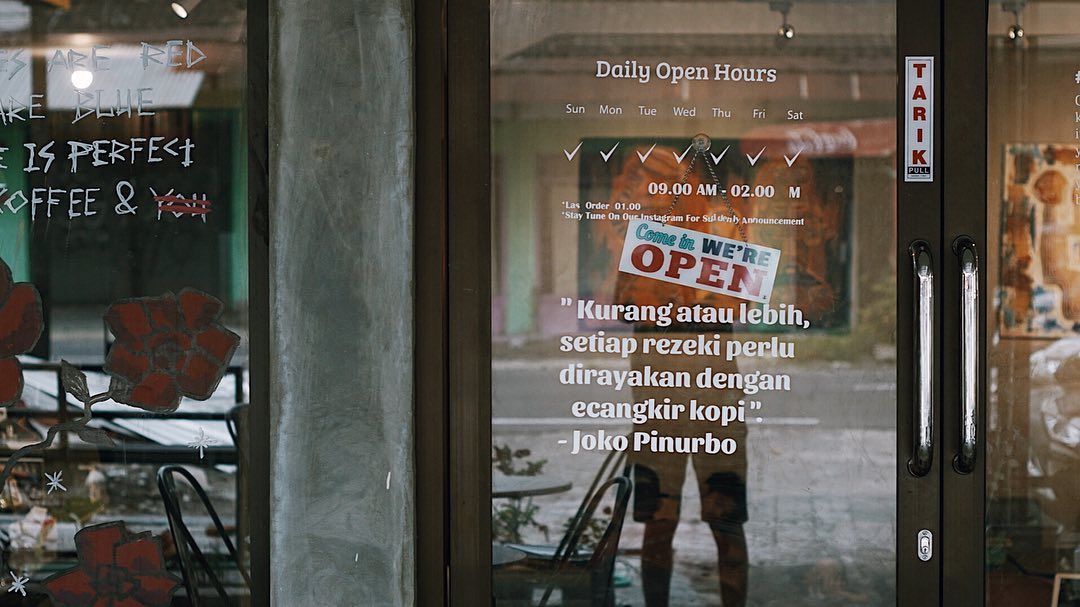 ES ARE RED
ARE BLUE
E IS PERFECT
COFFEE & YOU
Daily Open Hours
Sun Mon Tue Wed Thu Fri Sat
09.00 AM - 02.00 M
*Las Order 01.00
*Stay Tune On Our Instagram For Suddenly Announcement
Come in WE'RE
OPEN
" Kurang atau lebih,
setiap rezeki perlu
dirayakan dengan
ecangkir kopi "
- Joko Pinurbo
TARIK
PULL